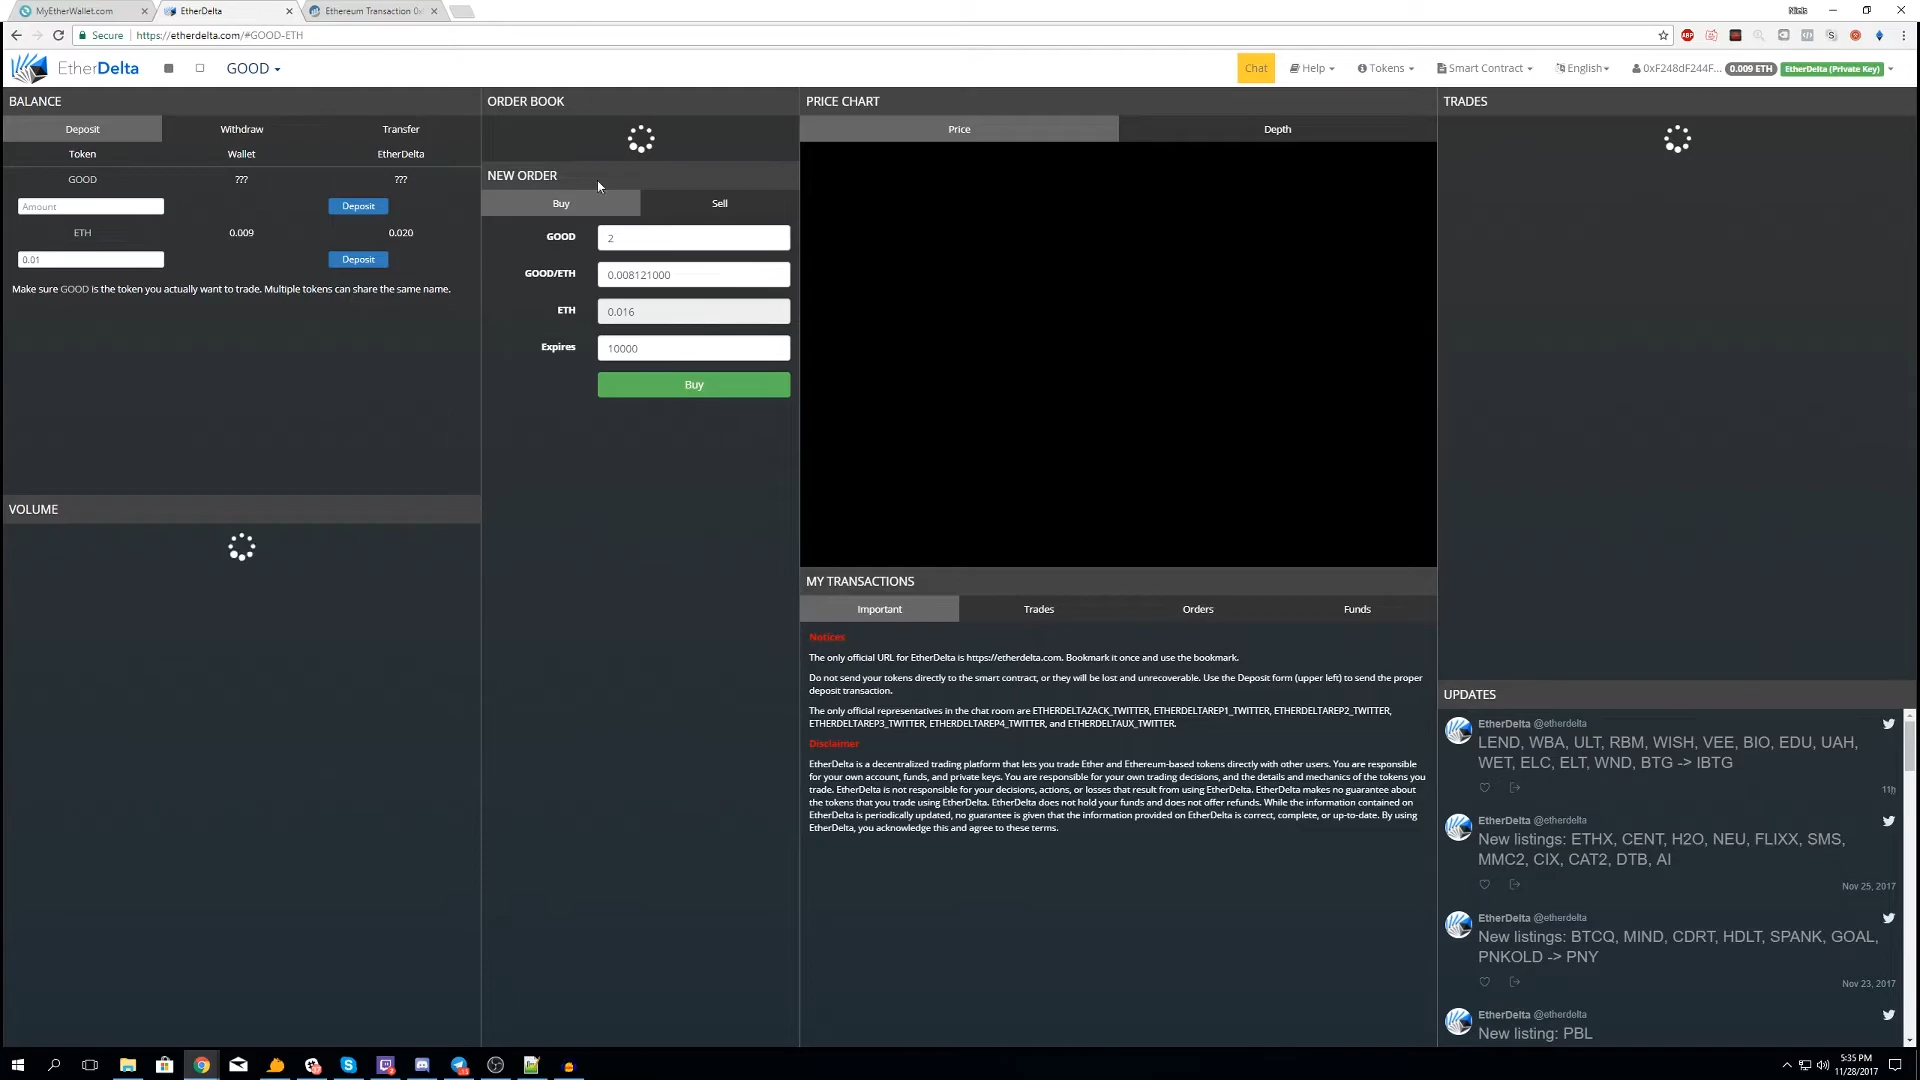 MyEtherWallet.com
EtherDelta
Ethereum Transaction 0x
Niels
Secure https://etherdelta.com/#GOOD-ETH
EtherDelta
GOOD
Chat
Help
Tokens
Smart Contract
English
0xF248dF244F...
0.009 ETH
EtherDelta (Private Key)
BALANCE
Deposit Withdraw Transfer
Token Wallet EtherDelta
GOOD ??? ???
Amount Deposit
ETH 0.009 0.020
0.01 Deposit
Make sure GOOD is the token you actually want to trade. Multiple tokens can share the same name.
VOLUME
ORDER BOOK
NEW ORDER
Buy Sell
GOOD 2
GOOD/ETH 0.008121000
ETH 0.016
Expires 10000
Buy
PRICE CHART
Price Depth
MY TRANSACTIONS
Important Trades Orders Funds
Notices
The only official URL for EtherDelta is https://etherdelta.com. Bookmark it once and use the bookmark.
Do not send your tokens directly to the smart contract, or they will be lost and unrecoverable. Use the Deposit form (upper left) to send the proper
deposit transaction.
The only official representatives in the chat room are ETHERDELTAZACK_TWITTER, ETHERDELTAREP1_TWITTER, ETHERDELTAREP2_TWITTER,
ETHERDELTAREP3_TWITTER, ETHERDELTAREP4_TWITTER, and ETHERDELTAUX_TWITTER.
Disclaimer
EtherDelta is a decentralized trading platform that lets you trade Ether and Ethereum-based tokens directly with other users. You are responsible
for your own account, funds, and private keys. You are responsible for your own trading decisions, and the details and mechanics of the tokens you
trade. EtherDelta is not responsible for your decisions, actions, or losses that result from using EtherDelta. EtherDelta makes no guarantee about
the tokens that you trade using EtherDelta. EtherDelta does not hold your funds and does not offer refunds. While the information contained on
EtherDelta is periodically updated, no guarantee is given that the information provided on EtherDelta is correct, complete, or up-to-date. By using
EtherDelta, you acknowledge this and agree to these terms.
TRADES
UPDATES
EtherDelta @etherdelta
LEND, WBA, ULT, RBM, WISH, VEE, BIO, EDU, UAH,
WET, ELC, ELT, WND, BTG -> IBTG
11h
EtherDelta @etherdelta
New listings: ETHX, CENT, H2O, NEU, FLIXX, SMS,
MMC2, CIX, CAT2, DTB, AI
Nov 25, 2017
EtherDelta @etherdelta
New listings: BTCQ, MIND, CDRT, HDLT, SPANK, GOAL,
PNKOLD -> PNY
Nov 23, 2017
EtherDelta @etherdelta
New listing: PBL
5:35 PM
11/28/2017